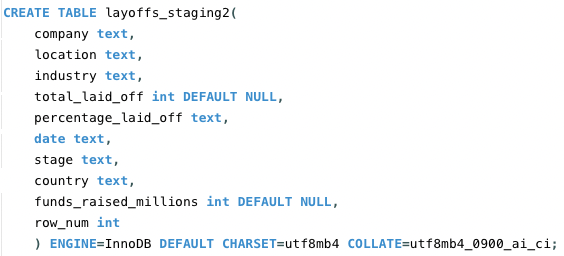 CREATE TABLE layoffs_staging2(
company text,
location text,
industry text,
total_laid_off int DEFAULT NULL,
percentage_laid_off text,
date text,
stage text,
country text,
funds_raised_millions int DEFAULT NULL,
row_num int
) ENGINE=InnoDB DEFAULT CHARSET=utf8mb4 COLLATE=utf8mb4_0900_ai_ci;